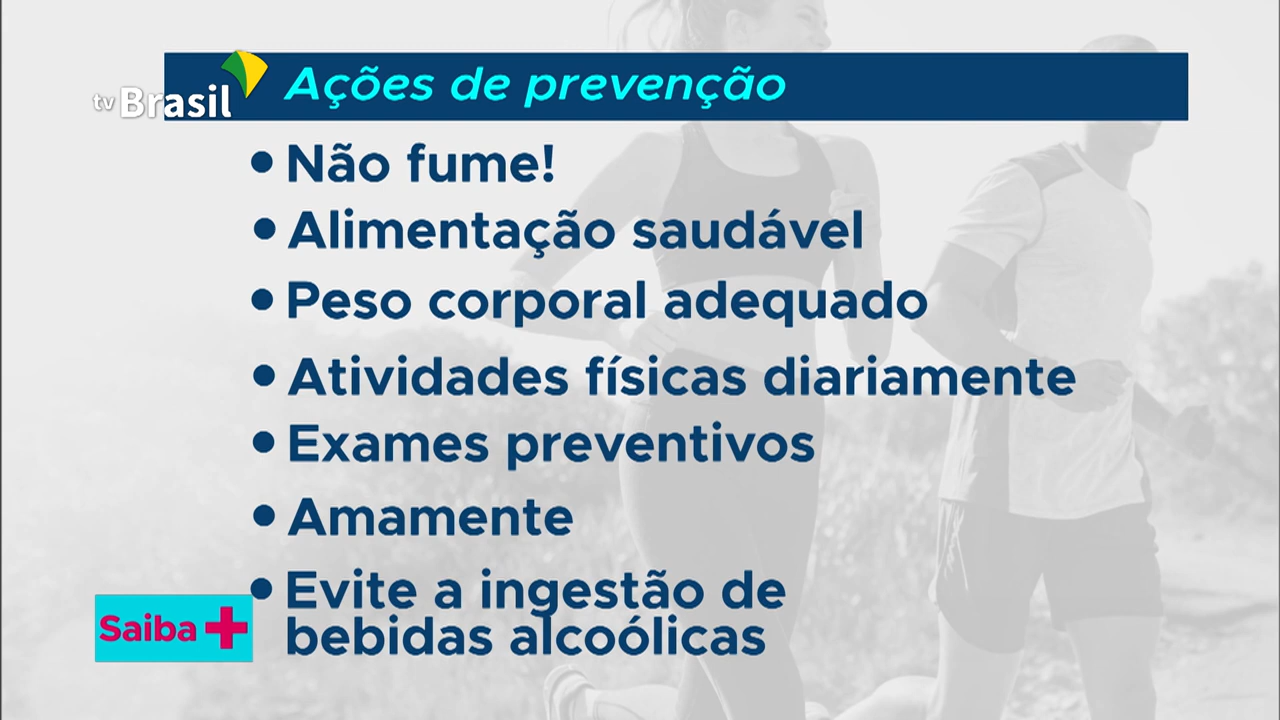 tv Brasil
Ações de prevenção
• Não fume!
• Alimentação saudável
• Peso corporal adequado
• Atividades físicas diariamente
• Exames preventivos
• Amamente
• Evite a ingestão de
bebidas alcoólicas
Saiba +